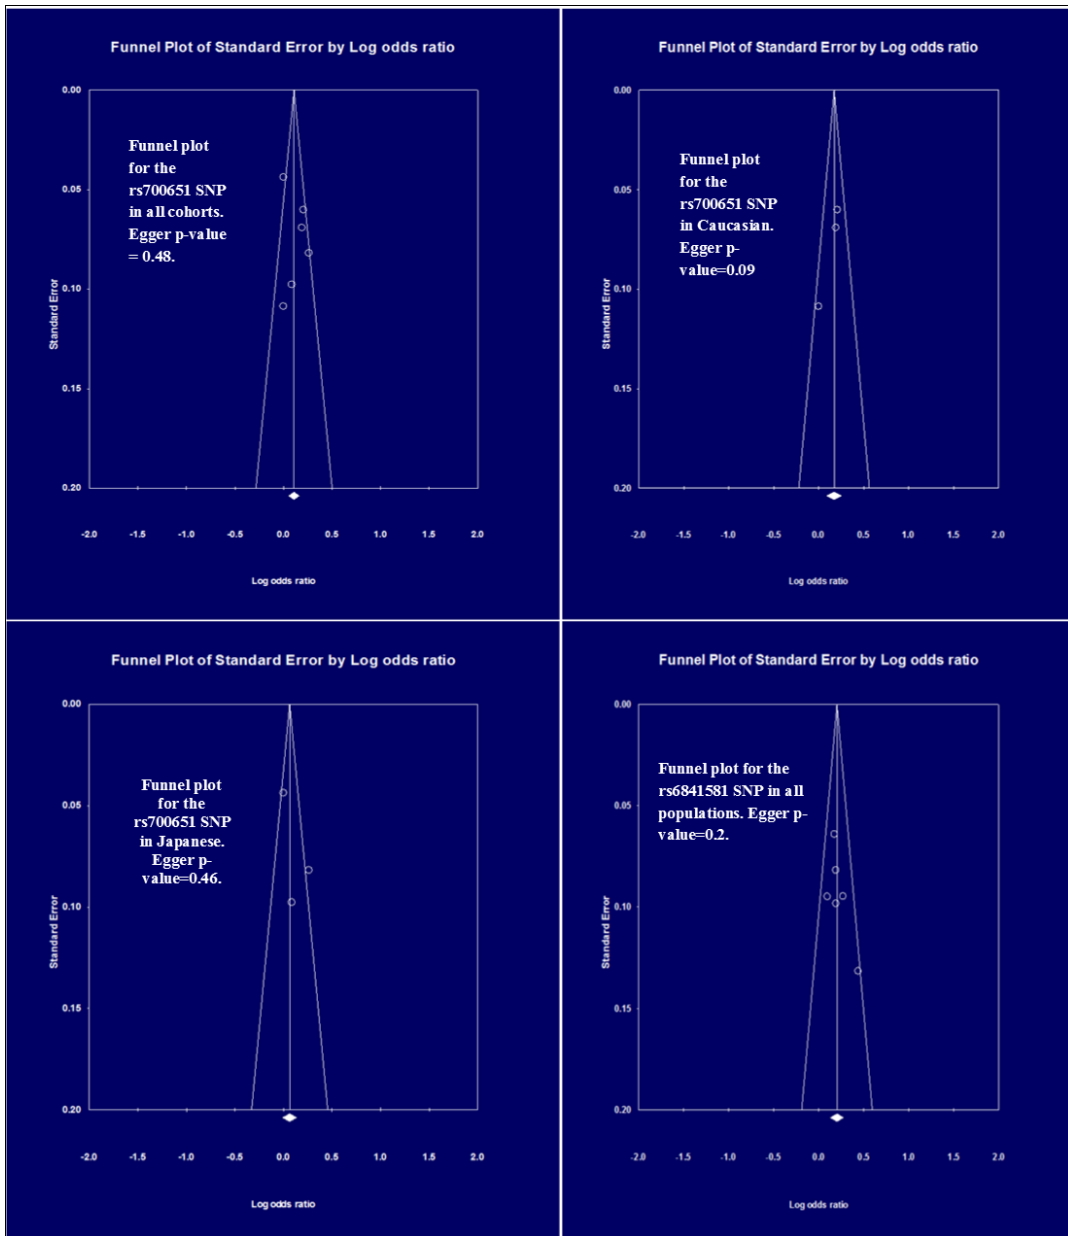 Funnel Plot of Standard Error by Log odds ratio
0.00
0.05
0.10
0.15
0.20
Standard Error
Funnel plot
for the
rs700651 SNP
in all cohorts.
Egger p-value
= 0.48.
-2.0 -1.5 -1.0 -0.5 0.0 0.5 1.0 1.5 2.0
Log odds ratio
Funnel Plot of Standard Error by Log odds ratio
0.00
0.05
0.10
0.15
0.20
Standard Error
Funnel plot
for the
rs700651 SNP
in Caucasian.
Egger p-
value=0.09
-2.0 -1.5 -1.0 -0.5 0.0 0.5 1.0 1.5 2.0
Log odds ratio
Funnel Plot of Standard Error by Log odds ratio
0.00
0.05
0.10
0.15
0.20
Standard Error
Funnel plot
for the
rs700651 SNP
in Japanese.
Egger p-
value=0.46.
-2.0 -1.5 -1.0 -0.5 0.0 0.5 1.0 1.5 2.0
Log odds ratio
Funnel Plot of Standard Error by Log odds ratio
0.00
0.05
0.10
0.15
0.20
Standard Error
Funnel plot for the
rs6841581 SNP in all
populations. Egger p-
value=0.2.
-2.0 -1.5 -1.0 -0.5 0.0 0.5 1.0 1.5 2.0
Log odds ratio